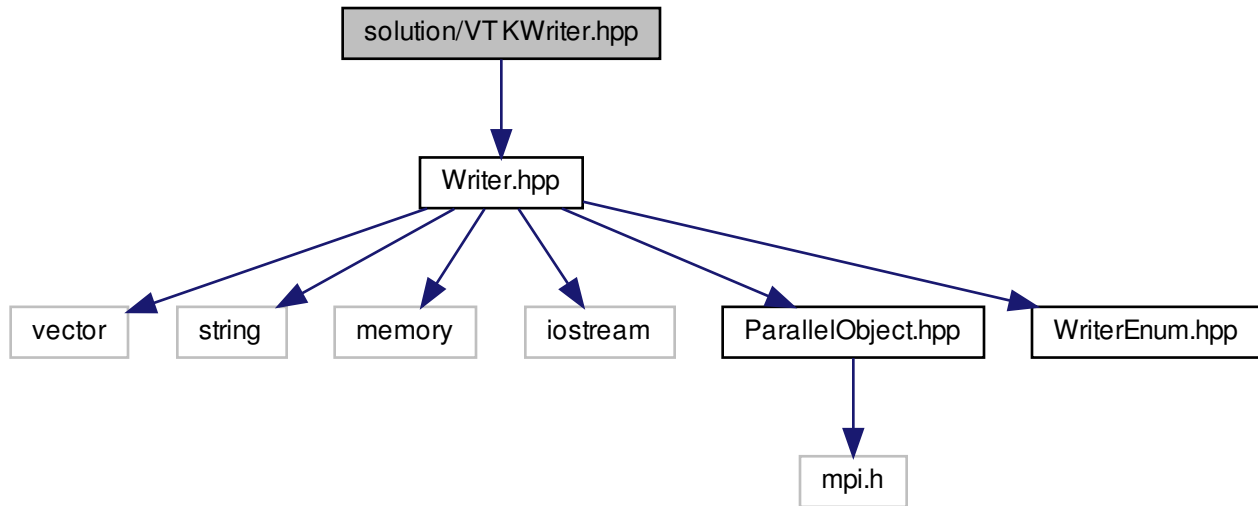 solution/VTKWriter.hpp
Writer.hpp
vector
string
memory
iostream
ParallelObject.hpp
WriterEnum.hpp
mpi.h